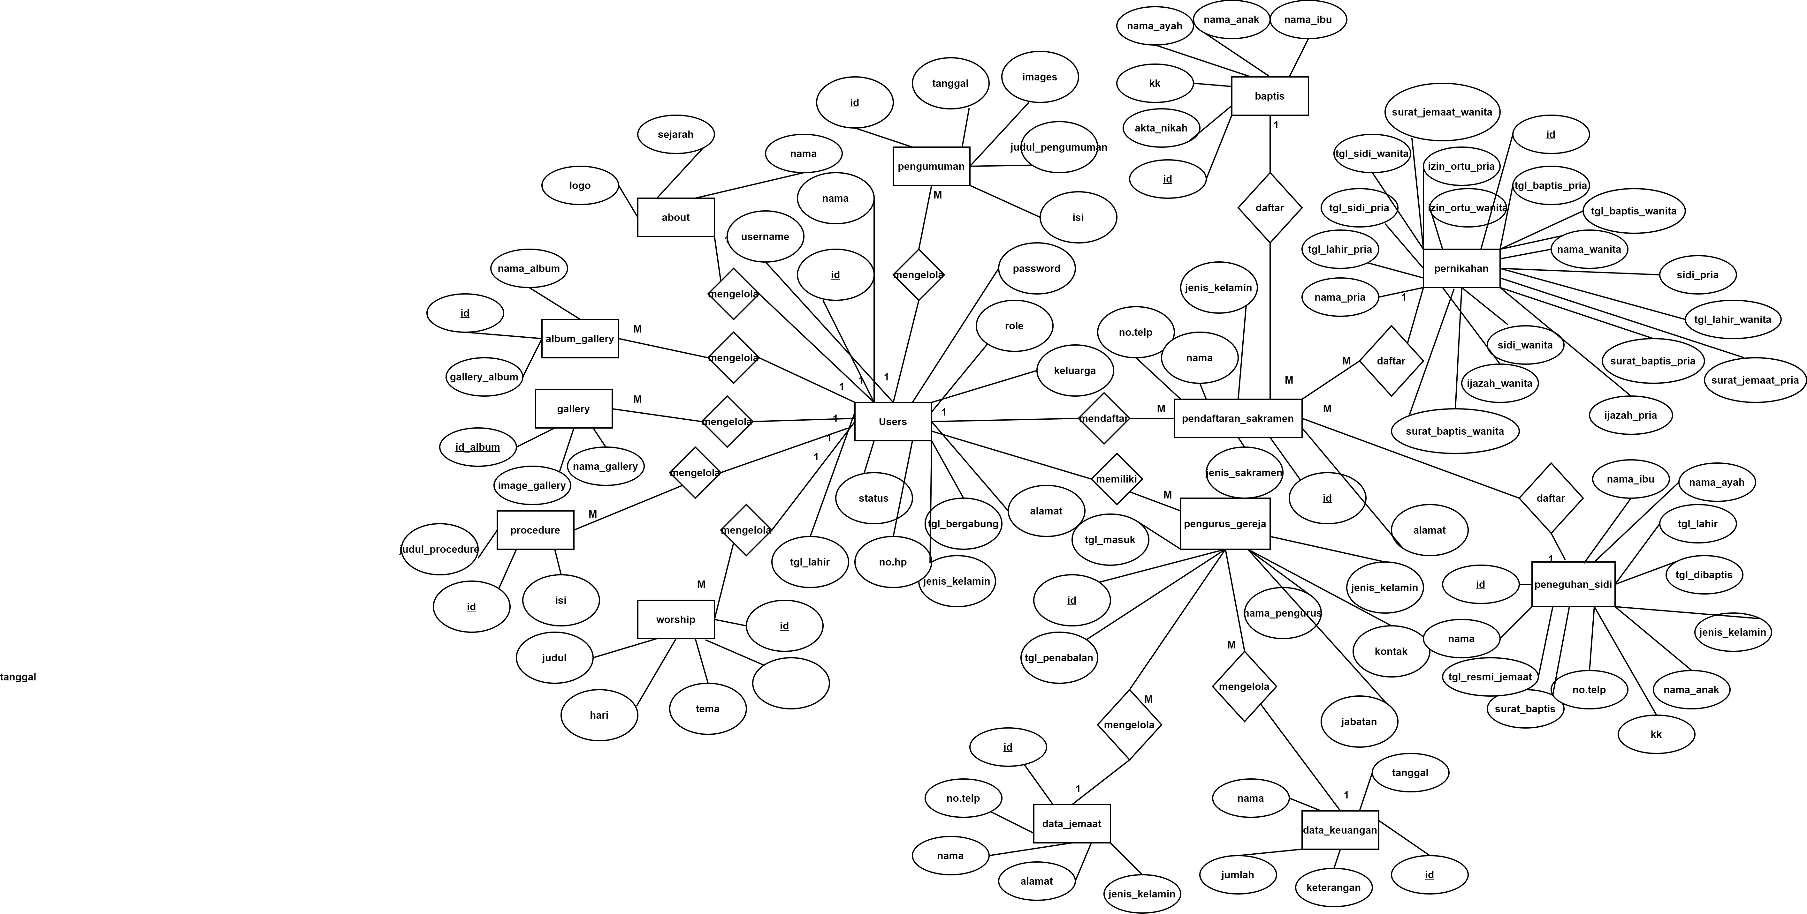 nama_ayah
nama_anak
nama_ibu
kk
baptis
akta_nikah
id
1
daftar
id
tanggal
images
judul_pengumuman
pengumuman
isi
M
mengelola
sejarah
nama
logo
about
nama
username
id
mengelola
password
role
keluarga
nama_album
id
album_gallery
gallery_album
M
mengelola
1
1
1
gallery
M
mengelola
1
id_album
nama_gallery
image_gallery
mengelola
1
M
procedure
judul_procedure
id
isi
mengelola
1
M
worship
id
judul
hari
tema
tanggal
Users
1
status
tgl_lahir
no.hp
tgl_bergabung
jenis_kelamin
alamat
mendaftar
M
memiliki
M
pendaftaran_sakramen
jenis_kelamin
no.telp
nama
jenis_sakramen
id
alamat
M
M
daftar
M
1
surat_jemaat_wanita
id
tgl_sidi_wanita
izin_ortu_pria
tgl_baptis_pria
tgl_sidi_pria
izin_ortu_wanita
tgl_baptis_wanita
tgl_lahir_pria
nama_wanita
pernikahan
sidi_pria
nama_pria
tgl_lahir_wanita
sidi_wanita
surat_baptis_pria
ijazah_wanita
surat_jemaat_pria
ijazah_pria
surat_baptis_wanita
daftar
1
nama_ibu
nama_ayah
tgl_lahir
tgl_dibaptis
peneguhan_sidi
id
jenis_kelamin
nama
tgl_resmi_jemaat
no.telp
nama_anak
surat_baptis
kk
pengurus_gereja
tgl_masuk
id
jenis_kelamin
nama_pengurus
kontak
tgl_penabalan
jabatan
M
mengelola
1
M
mengelola
1
id
no.telp
data_jemaat
nama
alamat
jenis_kelamin
tanggal
nama
data_keuangan
jumlah
keterangan
id